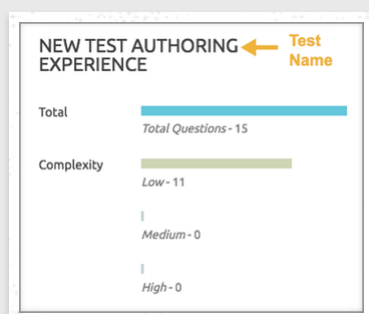 NEW TEST AUTHORING
EXPERIENCE
Test
Name
Total
Total Questions - 15
Complexity
Low - 11
Medium - 0
High - 0